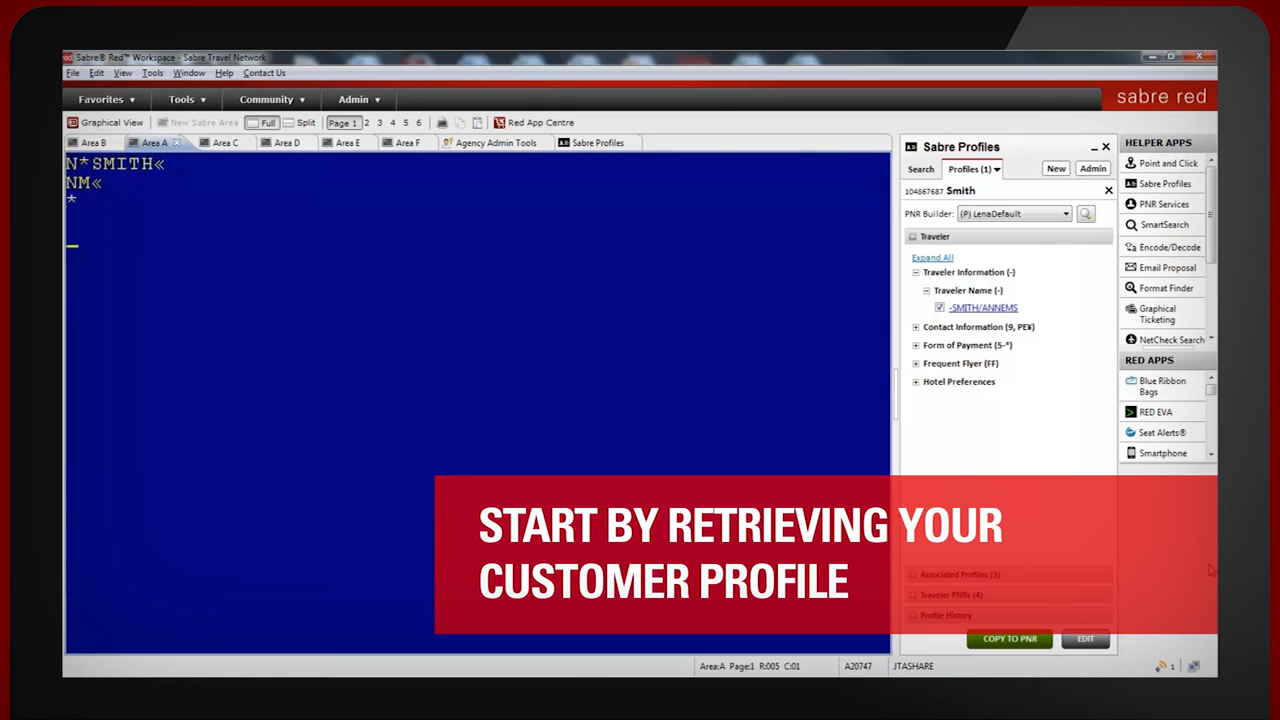 Sabre® Red™ Workspace - Sabre Travel Network
File Edit View Tools Window Help Contact Us
Favorites Tools Community Admin
sabre red
Graphical View New Sabre Area Full Split Page 1 2 3 4 5 6 Red App Centre
Area B Area A Area C Area D Area E Area F Agency Admin Tools Sabre Profiles
N*SMITH«
NM«
*
Sabre Profiles
Search Profiles (1) New Admin
104867687 Smith
PNR Builder: (P) LenaDefault
Traveler
Expand All
Traveler Information (-)
Traveler Name (-)
-SMITH/ANNEMS
Contact Information (9, PE¥)
Form of Payment (5-*)
Frequent Flyer (FF)
Hotel Preferences
Associated Profiles (3)
Traveler PNRs (4)
Profile History
COPY TO PNR EDIT
HELPER APPS
Point and Click
Sabre Profiles
PNR Services
SmartSearch
Encode/Decode
Email Proposal
Format Finder
Graphical
Ticketing
NetCheck Search
RED APPS
Blue Ribbon
Bags
RED EVA
Seat Alerts®
Smartphone
START BY RETRIEVING YOUR
CUSTOMER PROFILE
Area:A Page:1 R:005 C:01 A20747 JTASHARE 1